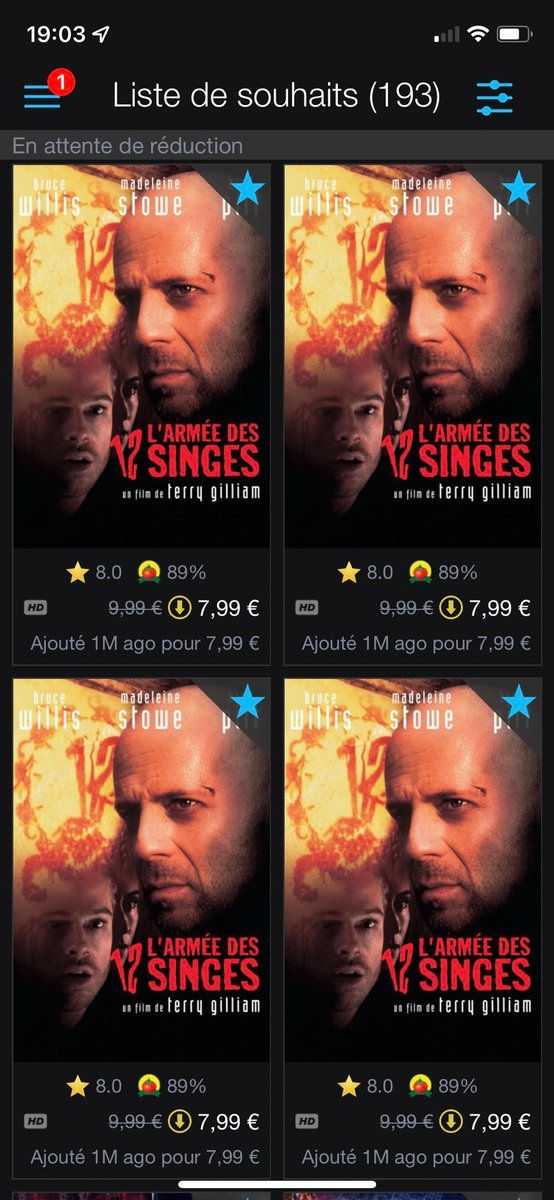 19:03
1
Liste de souhaits (193)
En attente de réduction
bruce willis
madeleine stowe
12
L'ARMÉE DES
SINGES
un film de terry gilliam
bruce willis
madeleine stowe
12
L'ARMÉE DES
SINGES
un film de terry gilliam
8.0 89%
8.0 89%
HD 9,99 € 7,99 €
HD 9,99 € 7,99 €
Ajouté 1M ago pour 7,99 €
Ajouté 1M ago pour 7,99 €
bruce willis
madeleine stowe
12
L'ARMÉE DES
SINGES
un film de terry gilliam
bruce willis
madeleine stowe
12
L'ARMÉE DES
SINGES
un film de terry gilliam
8.0 89%
8.0 89%
HD 9,99 € 7,99 €
HD 9,99 € 7,99 €
Ajouté 1M ago pour 7,99 €
Ajouté 1M ago pour 7,99 €